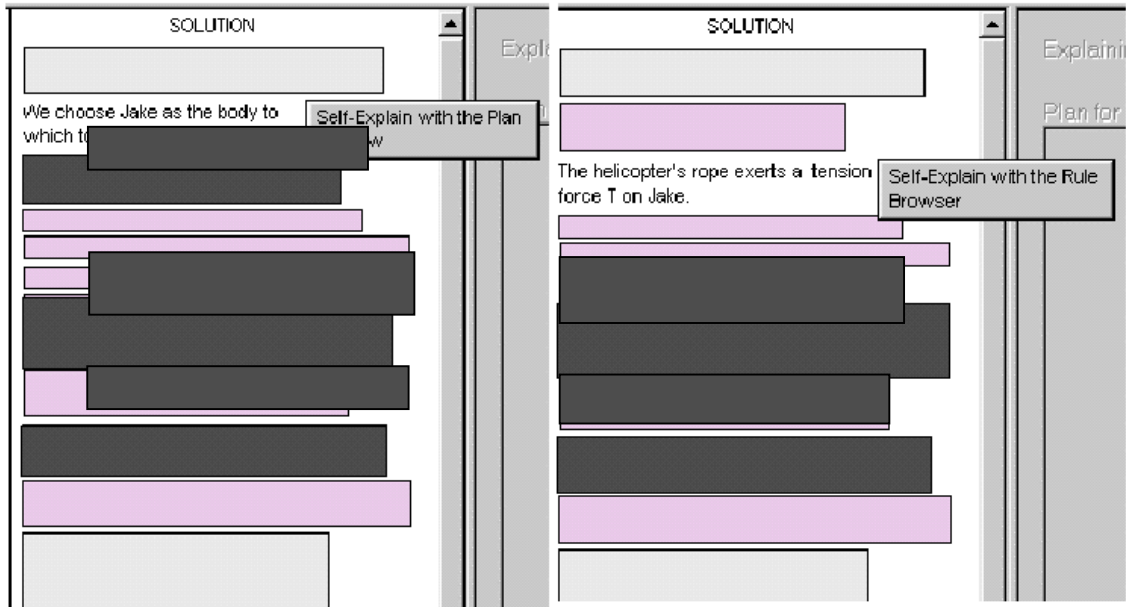 SOLUTION
Expl
We choose Jake as the body to
which t
Self-Explain with the Plan
w
SOLUTION
Explaini
Plan for
The helicopter's rope exerts a tension
force T on Jake.
Self-Explain with the Rule
Browser